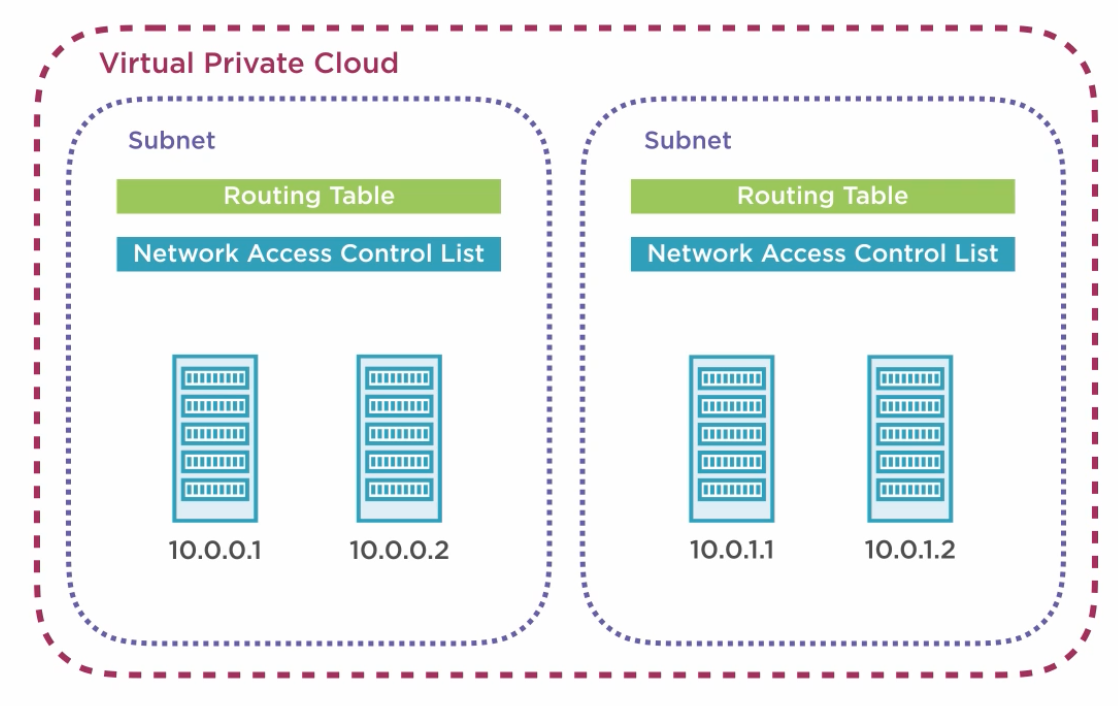 Virtual Private Cloud
Subnet
Routing Table
Network Access Control List
10.0.0.1
10.0.0.2
Subnet
Routing Table
Network Access Control List
10.0.1.1
10.0.1.2